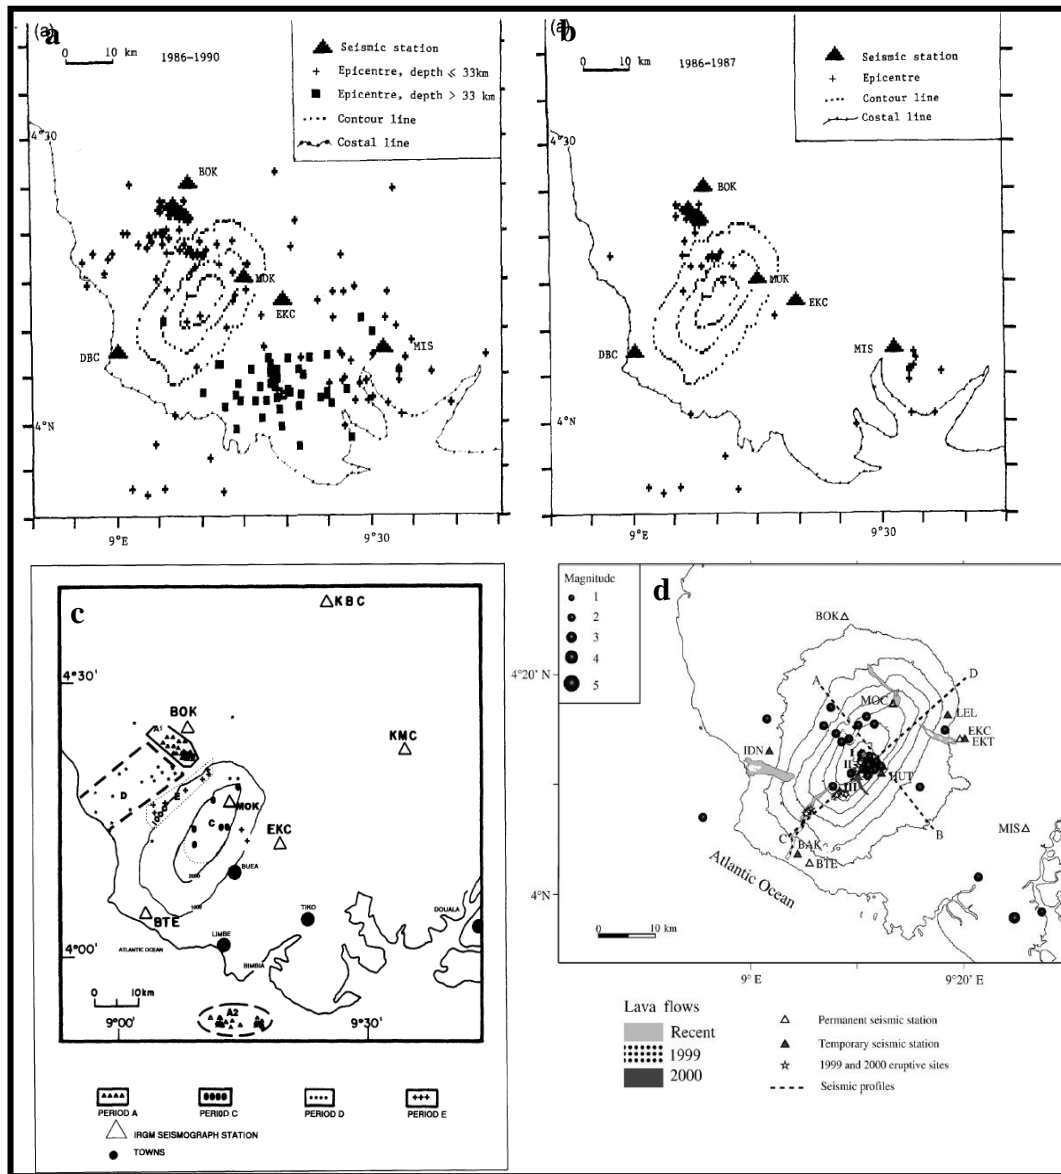 (a)
a
0 10 km
1986-1990
Seismic station
Epicentre, depth ⩽ 33km
Epicentre, depth > 33 km
Contour line
Costal line
4°30
BOK
MOK
EKC
DBC
MTS
4°N
9°E
9°30
(a)
b
0 10 km
1986-1987
Seismic station
Epicentre
Contour line
Costal line
4°30
BOK
MOK
EKC
DBC
MTS
4°N
9°E
9°30
c
KBC
4°30'
BOK
A1
KMC
D
E
MOK
C
EKC
2000
BUEA
1000
BTE
TIKO
DOUALA
LIMBE
4°00'
ATLANTIC OCEAN
BIMBIA
0 10km
A2
9°00'
9°30'
PERIOD A
PERIOD C
PERIOD D
PERIOD E
IRGM SEISMOGRAPH STATION
TOWNS
d
Magnitude
1
2
3
4
5
BOK
4°20' N
A
D
MOC
LEL
EKC
EKT
IDN
I
II
HUT
III
C
B
MIS
BAK
BTE
Atlantic Ocean
4°N
0 10 km
9° E
9°20' E
Lava flows
Recent
1999
2000
Permanent seismic station
Temporary seismic station
1999 and 2000 eruptive sites
Seismic profiles